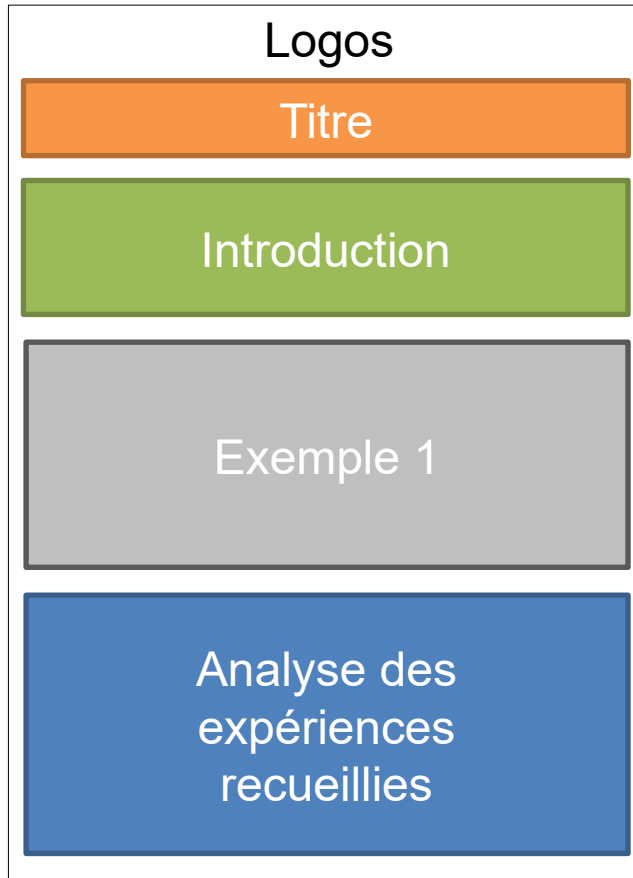 Logos
Titre
Introduction
Exemple 1
Analyse des
expériences
recueillies